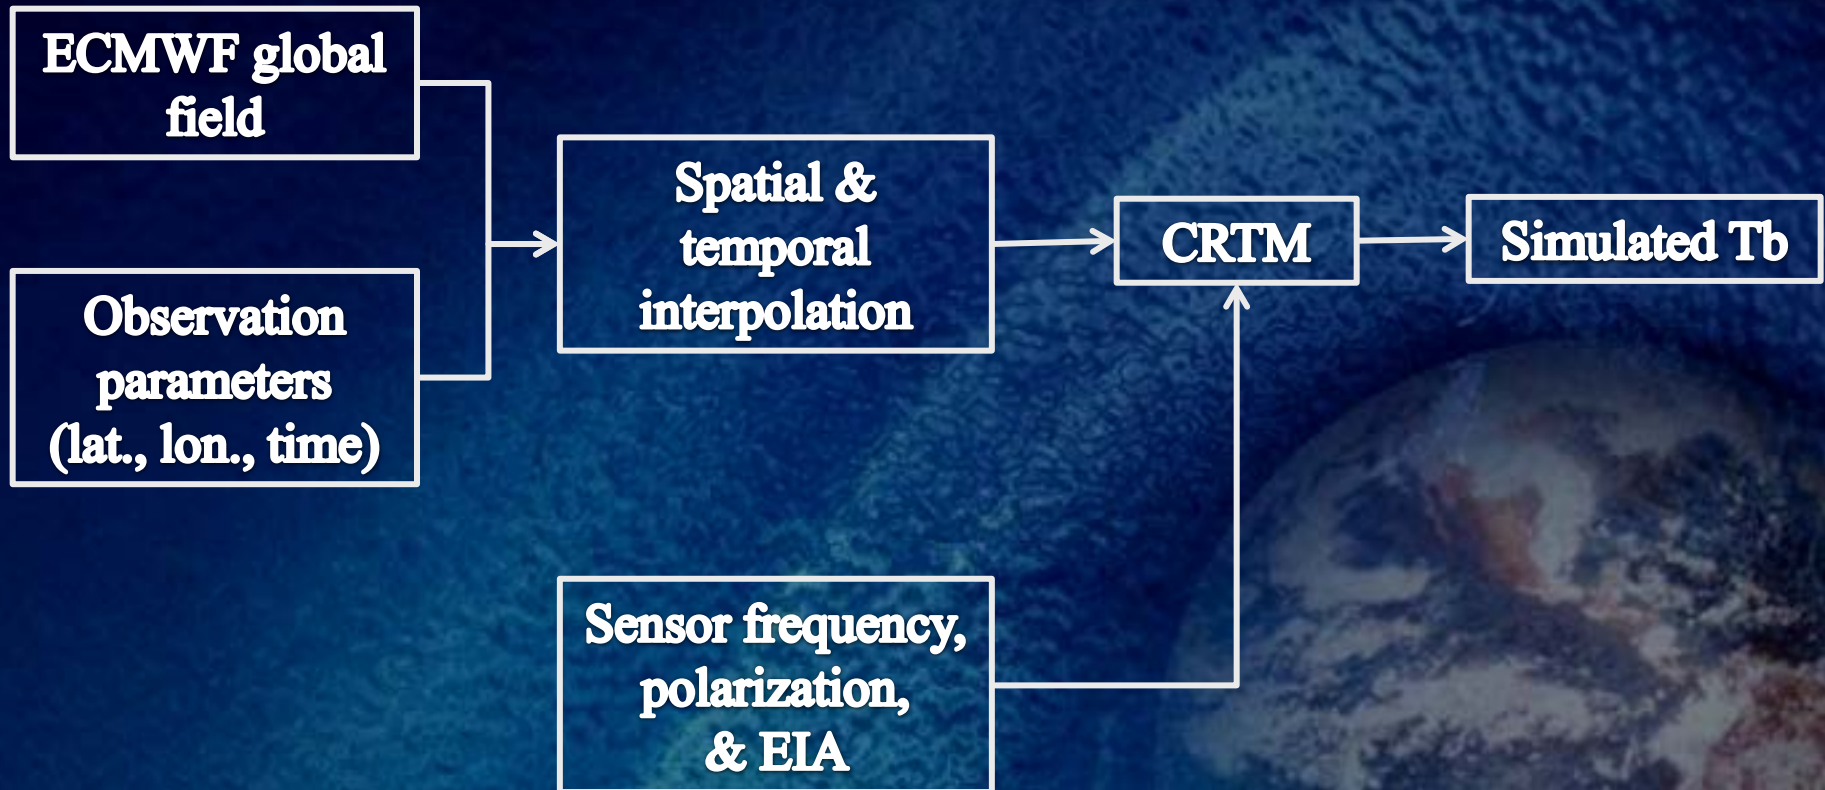 ECMWF global
field
Observation
parameters
(lat., lon., time)
Spatial &
temporal
interpolation
CRTM
Simulated Tb
Sensor frequency,
polarization,
& EIA